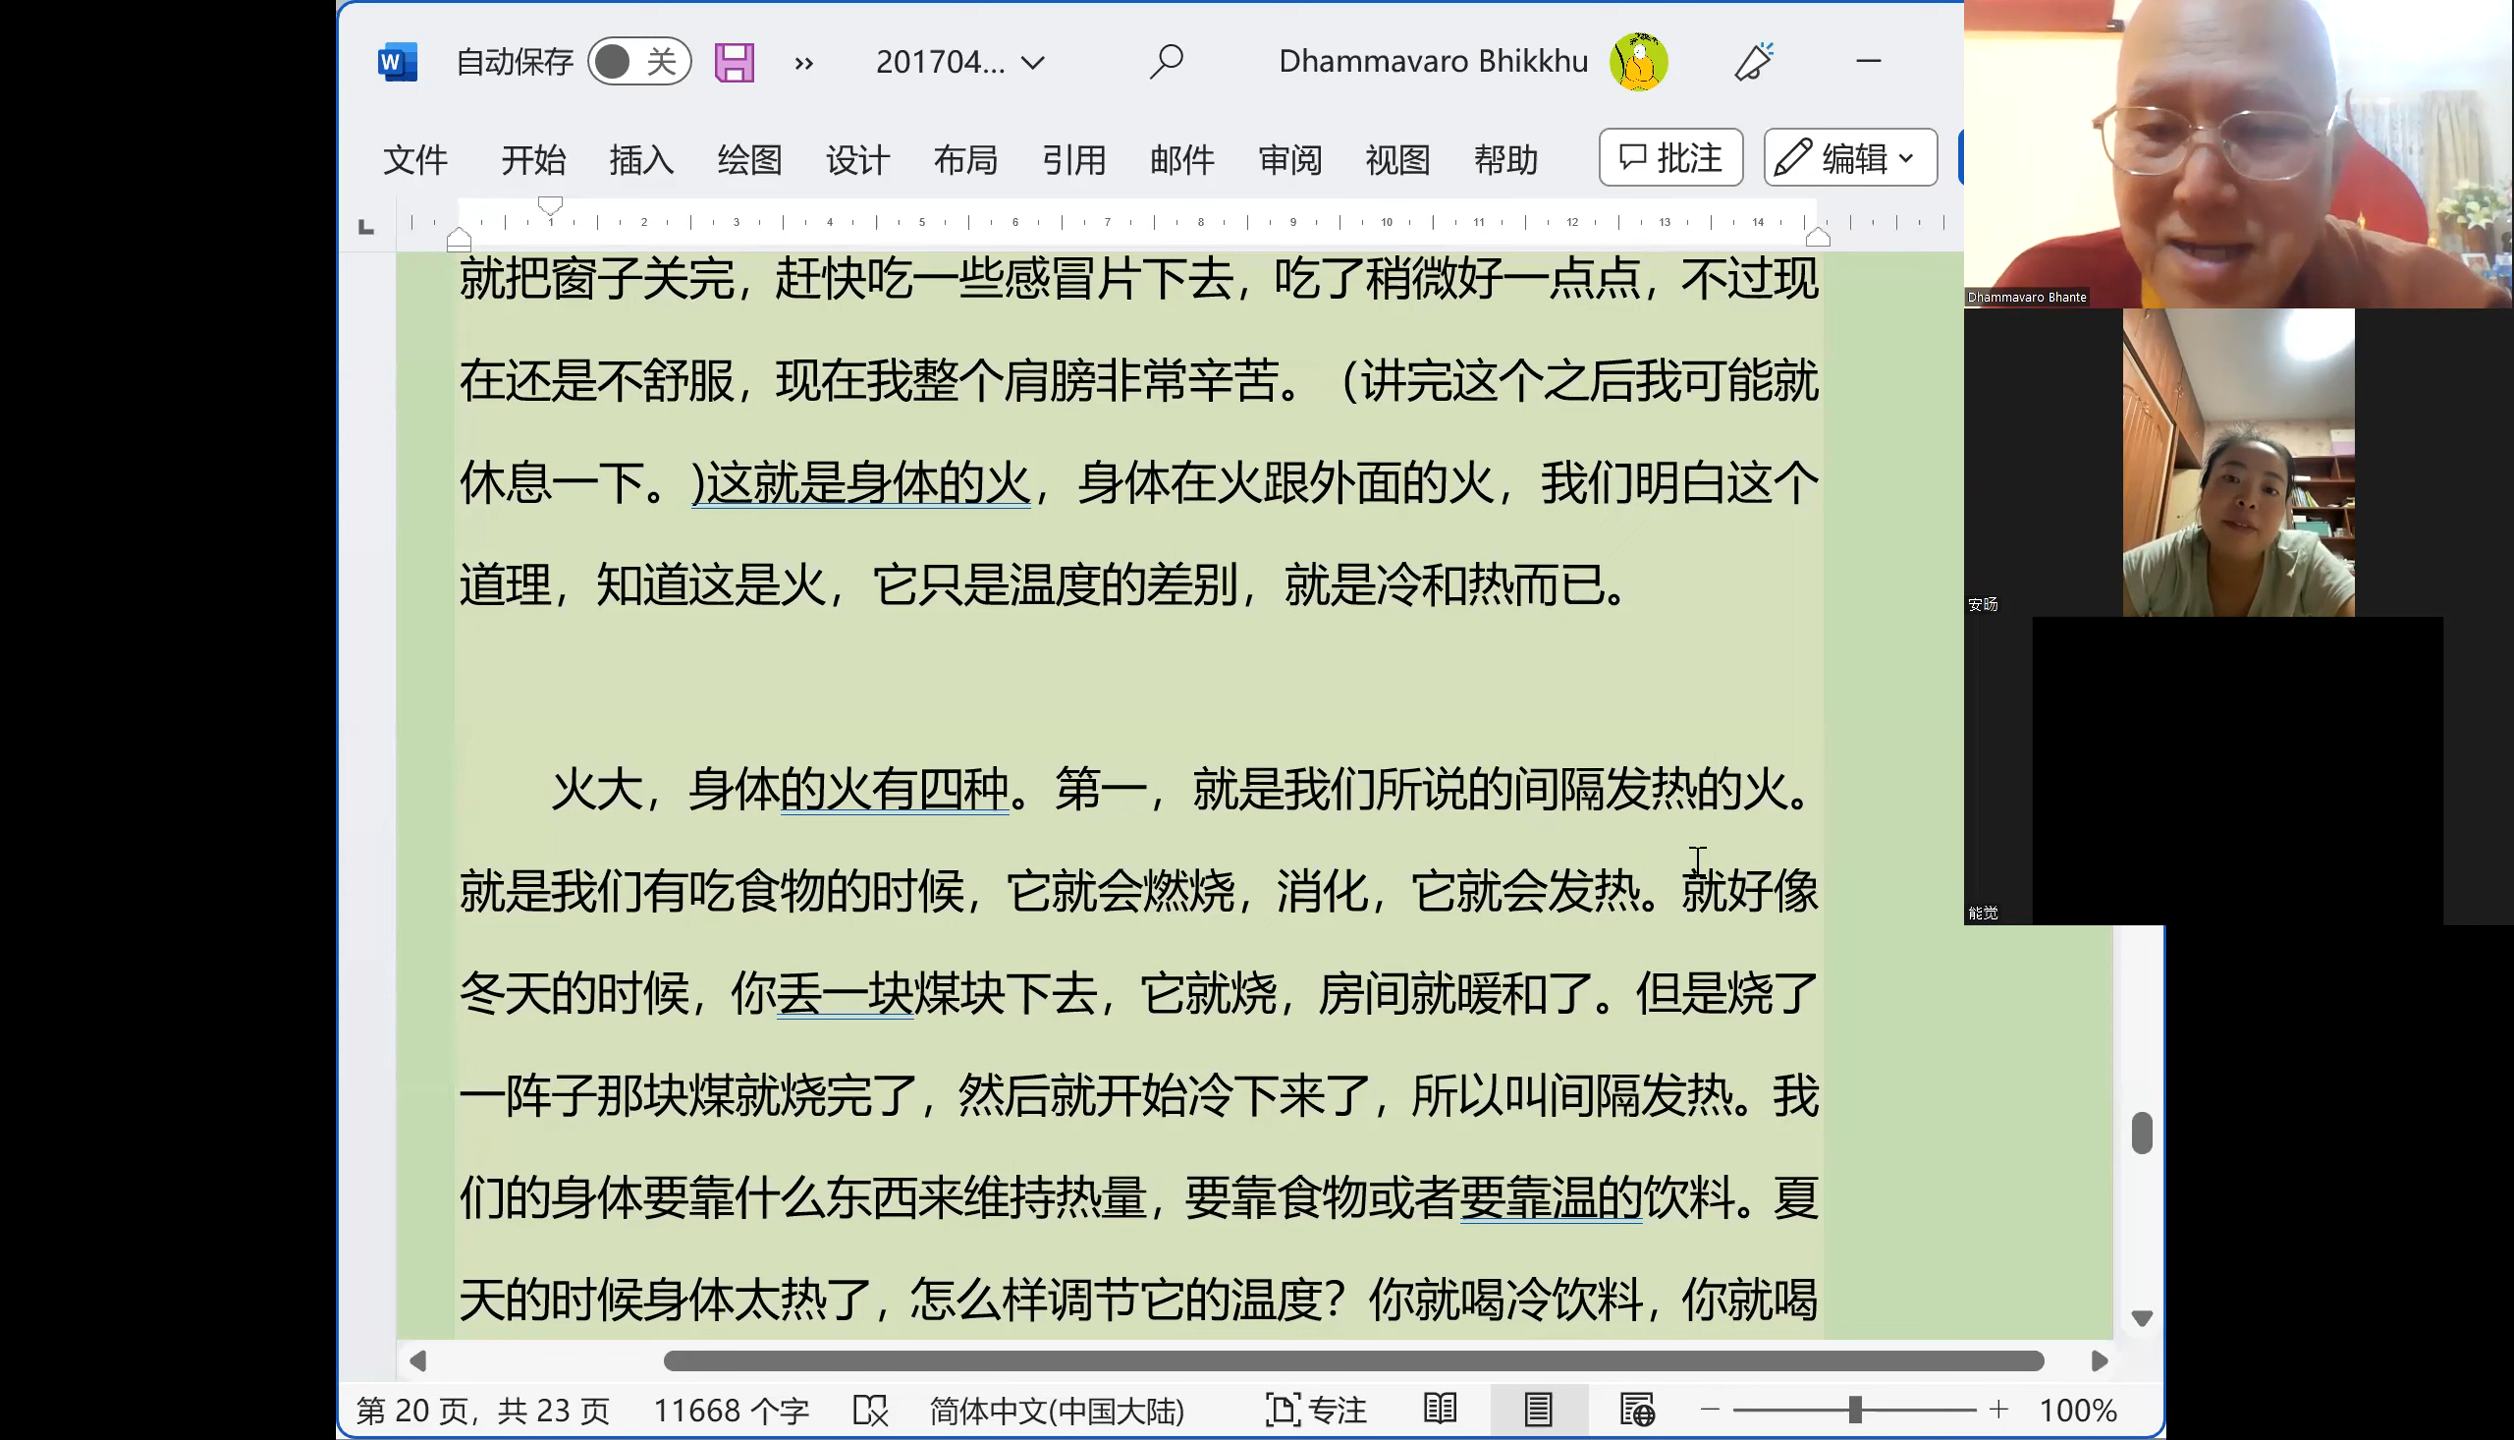 自动保存 关 201704... Dhammavaro Bhikkhu
文件 开始 插入 绘图 设计 布局 引用 邮件 审阅 视图 帮助 批注 编辑
1 2 3 4 5 6 7 8 9 10 11 12 13 14
就把窗子关完，赶快吃一些感冒片下去，吃了稍微好一点点，不过现
在还是不舒服，现在我整个肩膀非常辛苦。（讲完这个之后我可能就
休息一下。)这就是身体的火，身体在火跟外面的火，我们明白这个
道理，知道这是火，它只是温度的差别，就是冷和热而已。
火大，身体的火有四种。第一，就是我们所说的间隔发热的火。
就是我们有吃食物的时候，它就会燃烧，消化，它就会发热。就好像
冬天的时候，你丢一块煤块下去，它就烧，房间就暖和了。但是烧了
一阵子那块煤就烧完了，然后就开始冷下来了，所以叫间隔发热。我
们的身体要靠什么东西来维持热量，要靠食物或者要靠温的饮料。夏
天的时候身体太热了，怎么样调节它的温度？你就喝冷饮料，你就喝
第 20 页，共 23 页 11668 个字 简体中文(中国大陆) 专注 100%
Dhammavaro Bhante
安旸
能觉